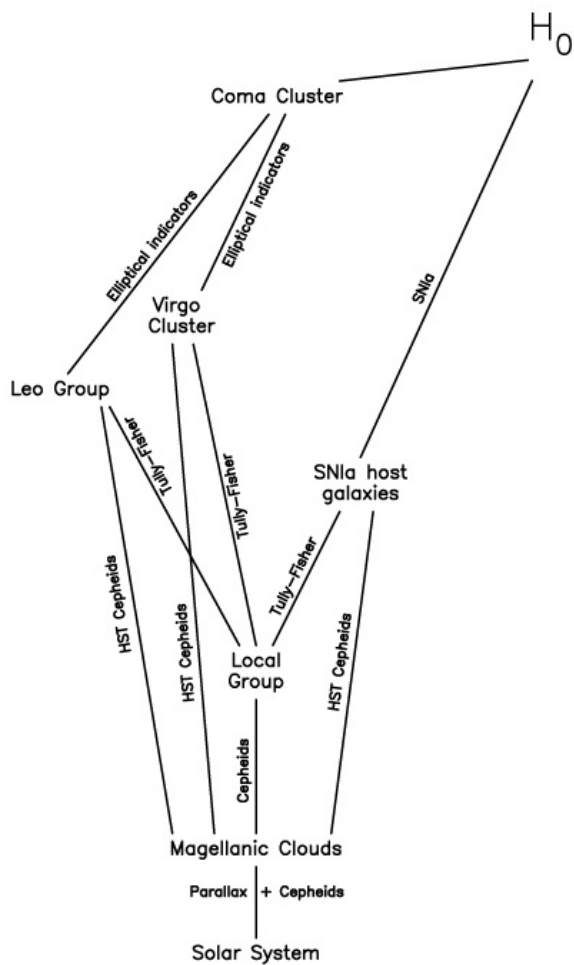 H0
Coma Cluster
Elliptical indicators
Elliptical indicators
SNIa
Virgo
Cluster
Leo Group
Tully-Fisher
Tully-Fisher
SNIa host
galaxies
Tully-Fisher
HST Cepheids
HST Cepheids
HST Cepheids
Local
Group
Cepheids
Magellanic Clouds
Parallax + Cepheids
Solar System